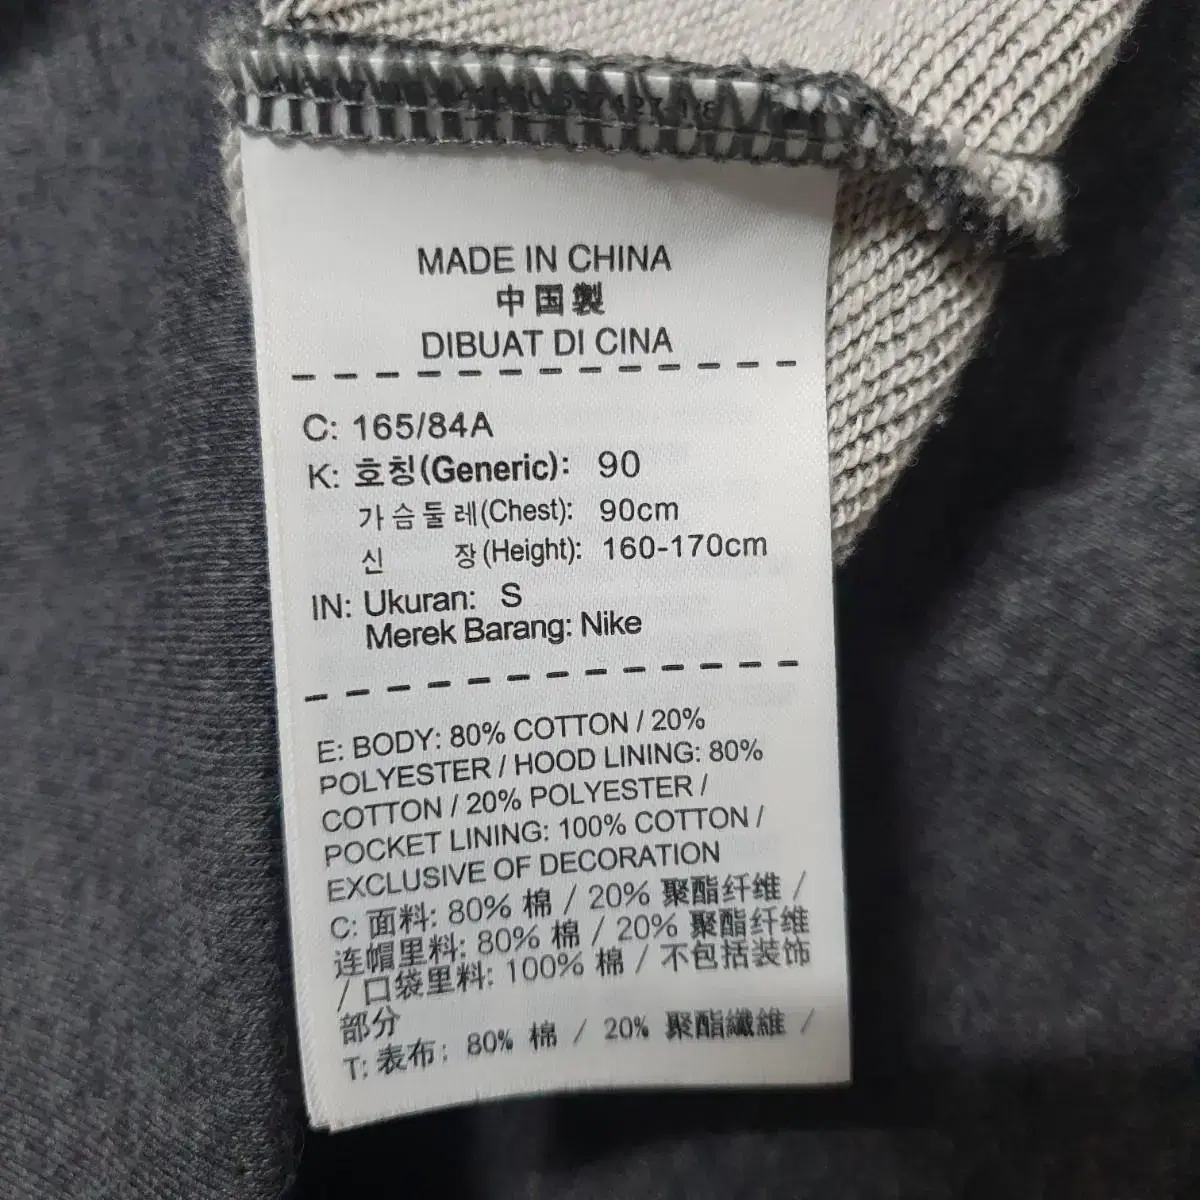 MADE IN CHINA
中国製
DIBUAT DI CINA
C: 165/84A
K: 호칭(Generic): 90
가슴둘레(Chest): 90cm
신 장(Height): 160-170cm
IN: Ukuran: S
Merek Barang: Nike
E: BODY: 80% COTTON / 20%
POLYESTER / HOOD LINING: 80%
COTTON / 20% POLYESTER /
POCKET LINING: 100% COTTON /
EXCLUSIVE OF DECORATION
C: 面料: 80% 棉 / 20% 聚酯纤维 /
连帽里料: 80% 棉 / 20% 聚酯纤维
/ 口袋里料: 100% 棉 / 不包括装饰
部分
T: 表布: 80% 棉 / 20% 聚酯纖維 /